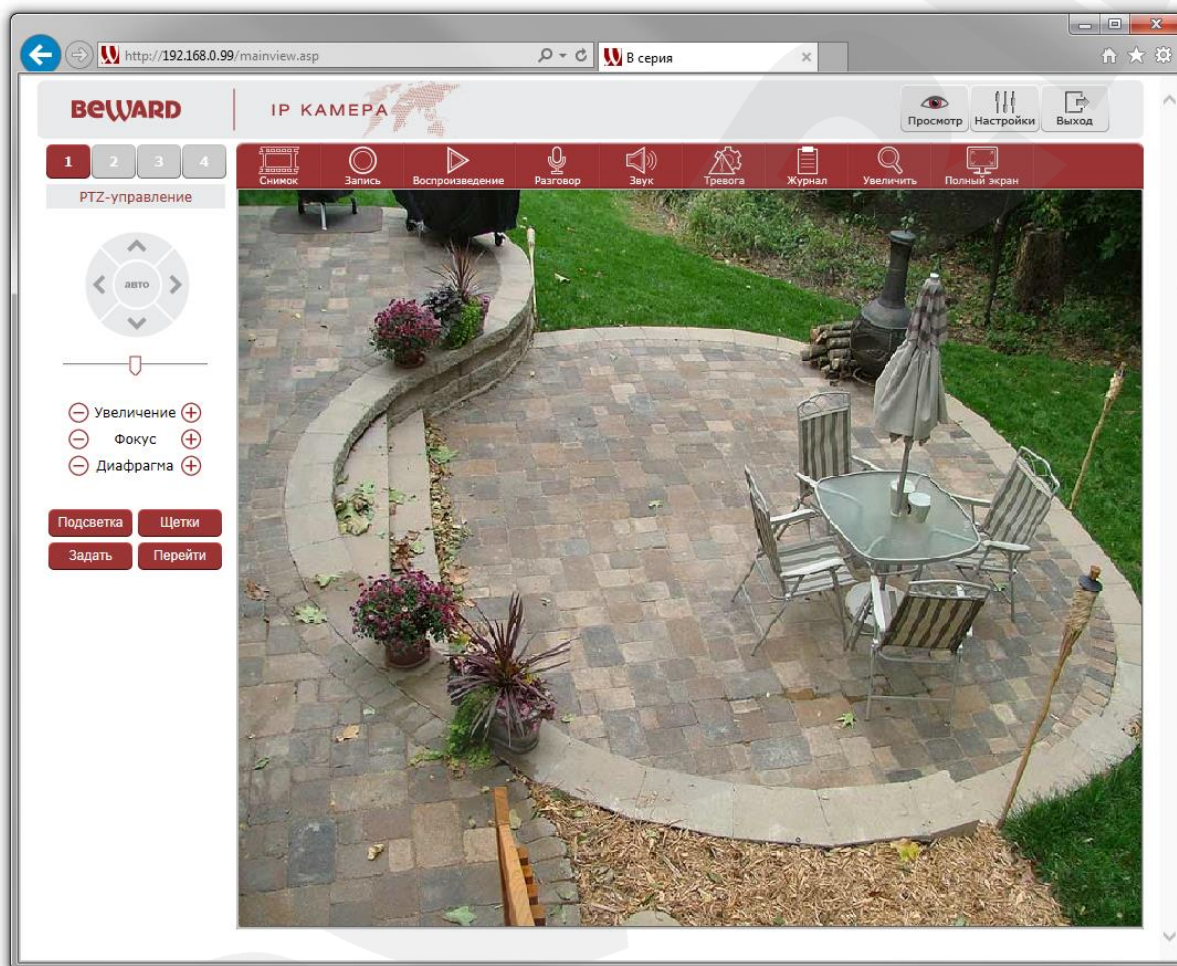 http://192.168.0.99/mainview.asp
В серия
BEWARD
IP КАМЕРА
Просмотр Настройки Выход
1 2 3 4
Снимок Запись Воспроизведение Разговор Звук Тревога Журнал Увеличить Полный экран
PTZ-управление
авто
Увеличение
Фокус
Диафрагма
Подсветка Щетки
Задать Перейти